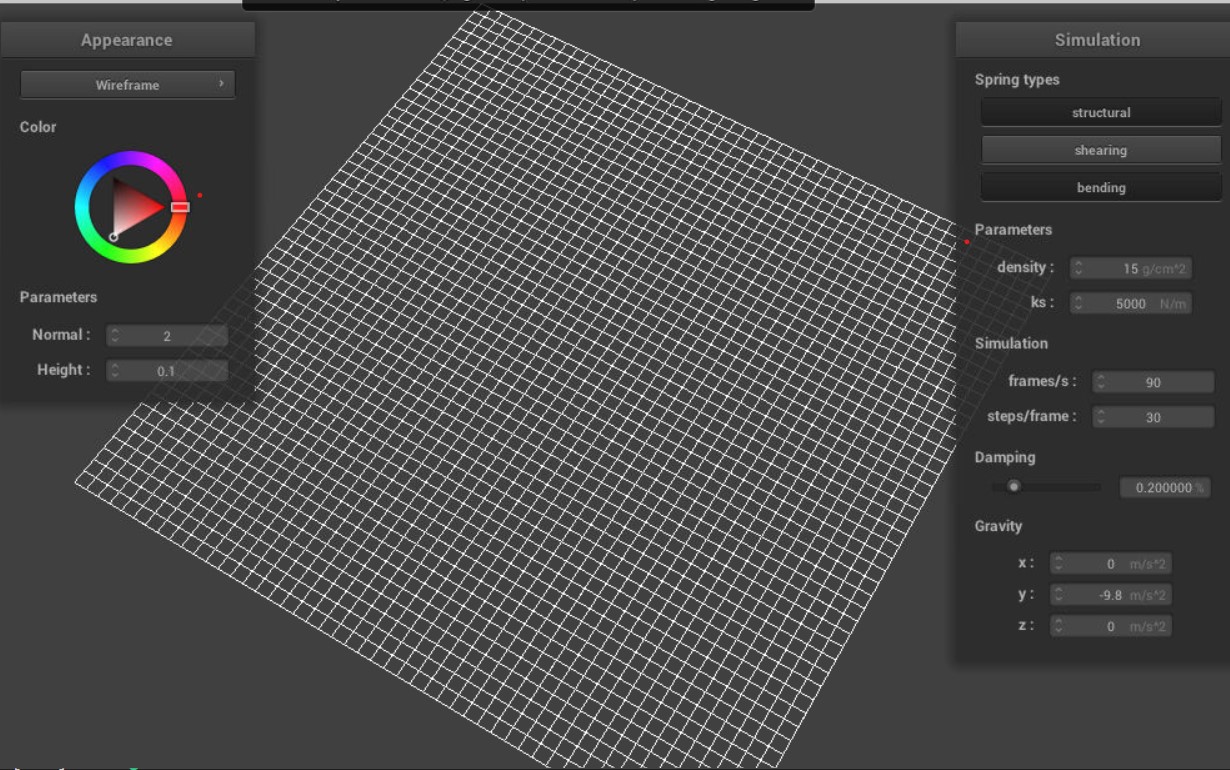 Appearance
Wireframe
Color
Parameters
Normal :
2
Height :
0.1
Simulation
Spring types
structural
shearing
bending
Parameters
density :
15 g/cm^2
ks :
5000 N/m
Simulation
frames/s :
90
steps/frame :
30
Damping
0.200000 %
Gravity
x :
0 m/s^2
y :
-9.8 m/s^2
z :
0 m/s^2